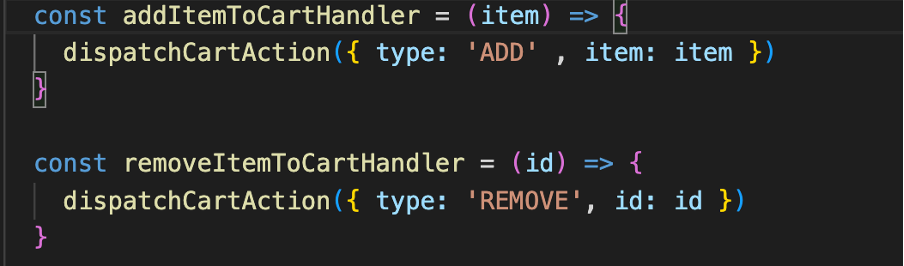 const addItemToCartHandler = (item) => {
dispatchCartAction({ type: 'ADD' , item: item })
}
const removeItemToCartHandler = (id) => {
dispatchCartAction({ type: 'REMOVE', id: id })
}